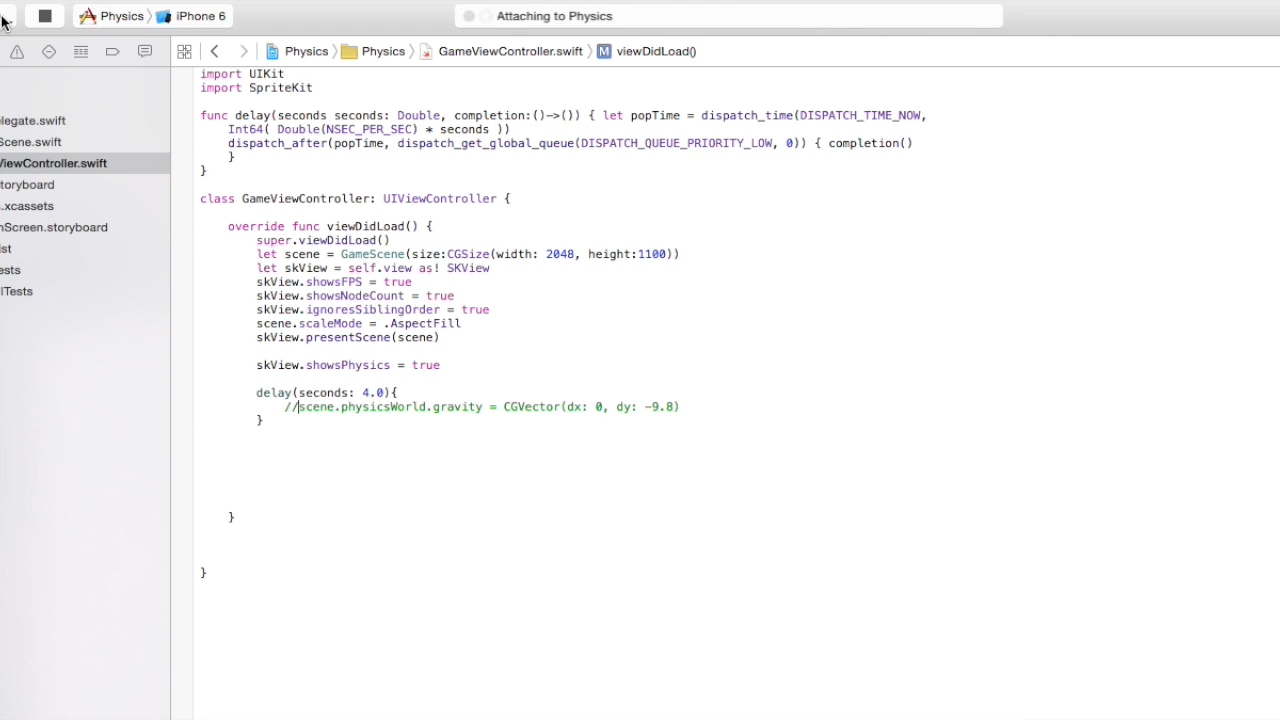 Physics iPhone 6 Attaching to Physics
Physics Physics GameViewController.swift M viewDidLoad()
elegate.swift
Scene.swift
ViewController.swift
toryboard
.xcassets
nScreen.storyboard
ist
ests
ITests
import UIKit
import SpriteKit
func delay(seconds seconds: Double, completion:()->()) { let popTime = dispatch_time(DISPATCH_TIME_NOW,
Int64( Double(NSEC_PER_SEC) * seconds ))
dispatch_after(popTime, dispatch_get_global_queue(DISPATCH_QUEUE_PRIORITY_LOW, 0)) { completion()
}
}
class GameViewController: UIViewController {
override func viewDidLoad() {
super.viewDidLoad()
let scene = GameScene(size:CGSize(width: 2048, height:1100))
let skView = self.view as! SKView
skView.showsFPS = true
skView.showsNodeCount = true
skView.ignoresSiblingOrder = true
scene.scaleMode = .AspectFill
skView.presentScene(scene)
skView.showsPhysics = true
delay(seconds: 4.0){
//scene.physicsWorld.gravity = CGVector(dx: 0, dy: -9.8)
}
}
}